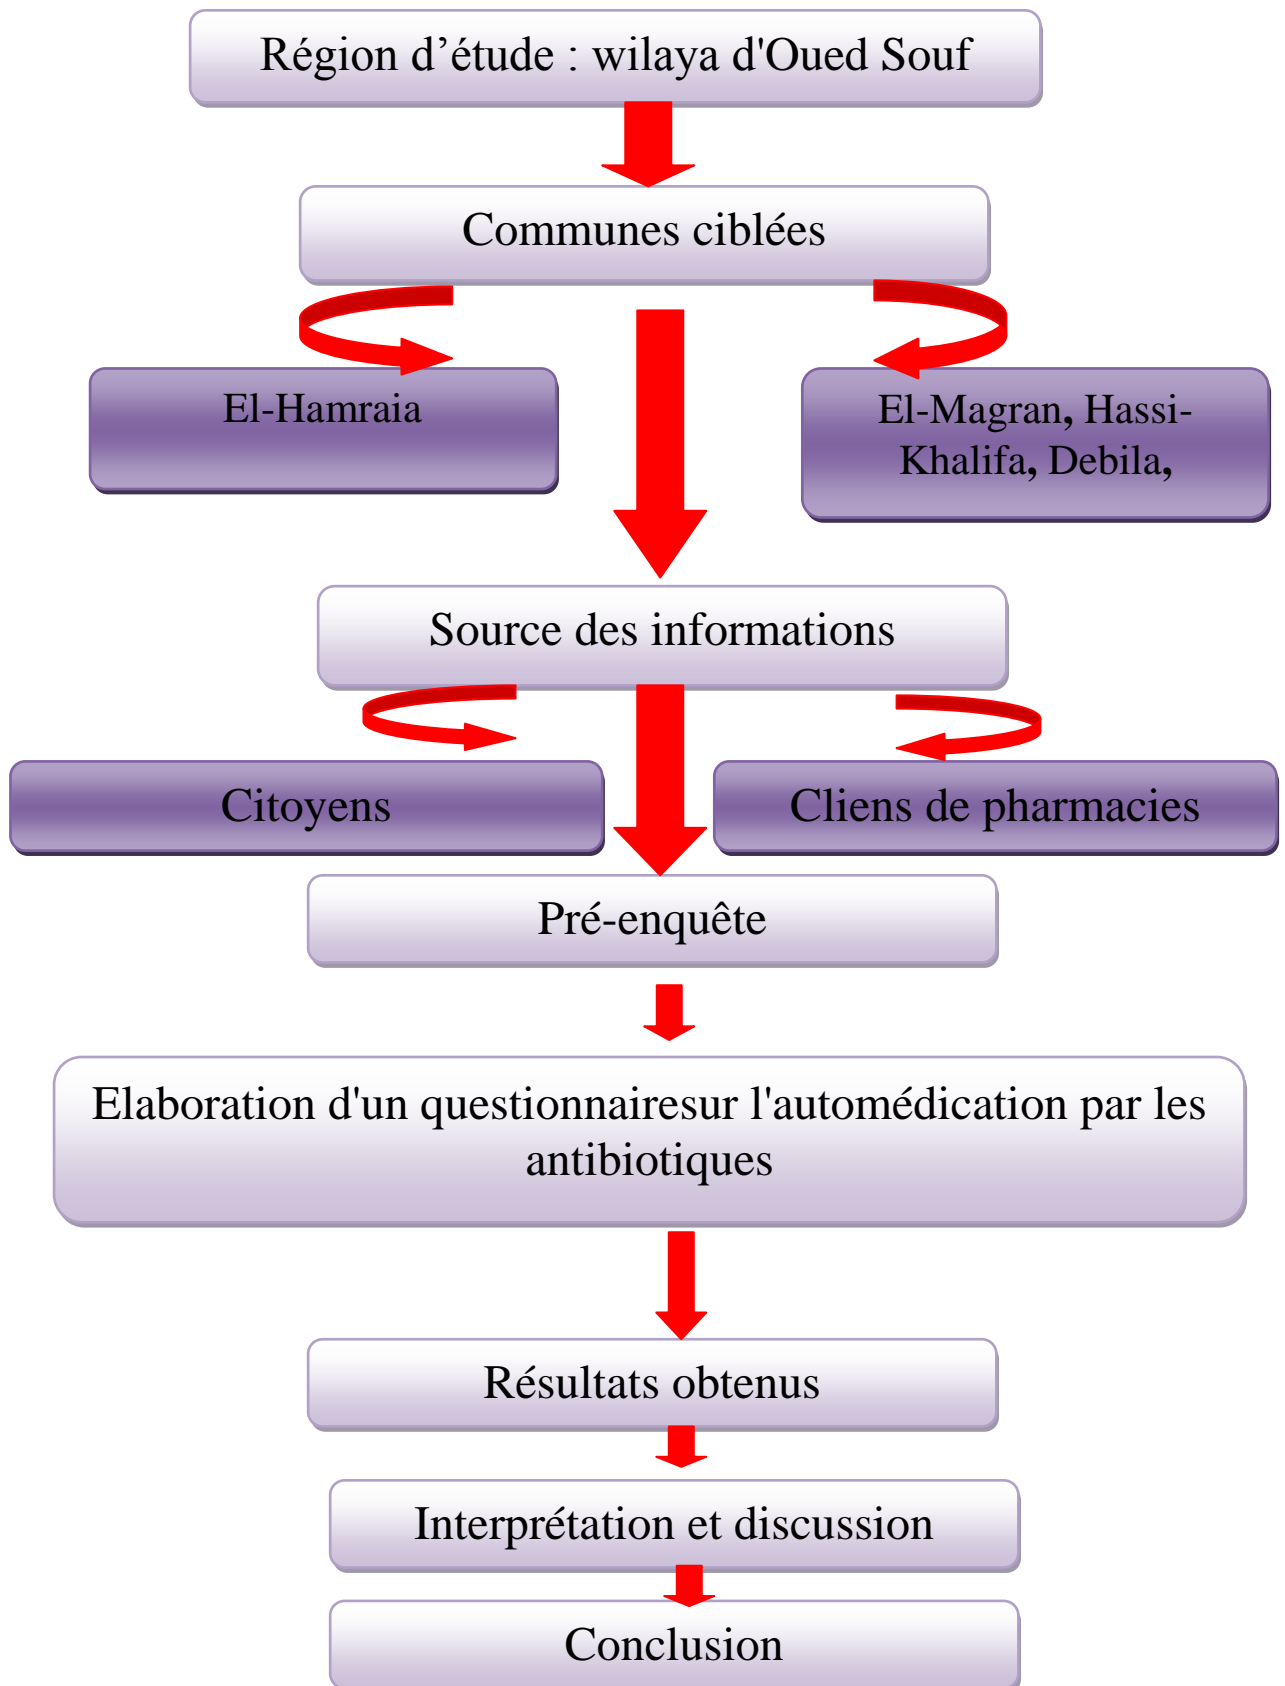 Région d’étude : wilaya d'Oued Souf
Communes ciblées
El-Hamraia
El-Magran, Hassi-
Khalifa, Debila,
Source des informations
Citoyens
Cliens de pharmacies
Pré-enquête
Elaboration d'un questionnairesur l'automédication par les
antibiotiques
Résultats obtenus
Interprétation et discussion
Conclusion